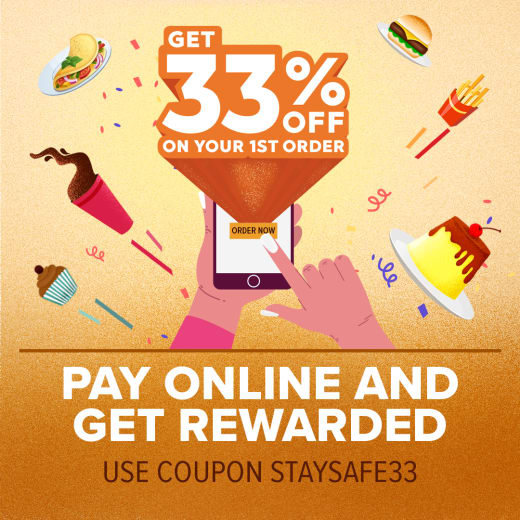 GET
33%
OFF
ON YOUR 1ST ORDER
ORDER NOW
PAY ONLINE AND
GET REWARDED
USE COUPON STAYSAFE33